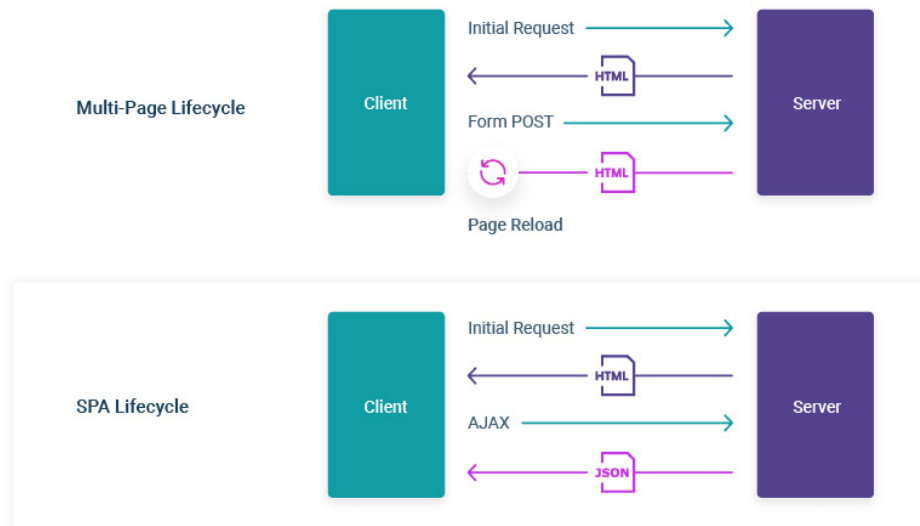 Initial Request
HTML
Multi-Page Lifecycle
Client
Server
Form POST
HTML
Page Reload
Initial Request
HTML
SPA Lifecycle
Client
Server
AJAX
JSON